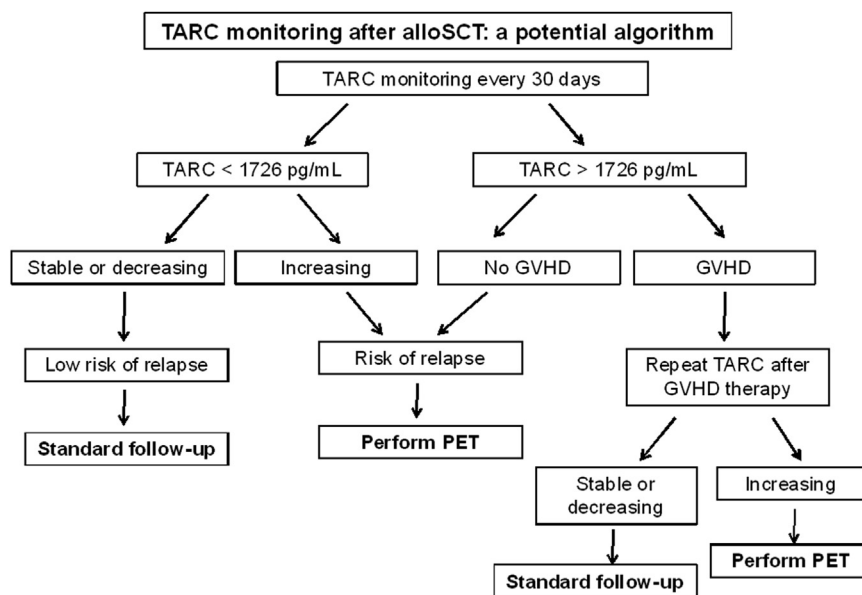 TARC monitoring after alloSCT: a potential algorithm
TARC monitoring every 30 days
TARC < 1726 pg/mL
TARC > 1726 pg/mL
Stable or decreasing
Increasing
No GVHD
GVHD
Low risk of relapse
Risk of relapse
Repeat TARC after
GVHD therapy
Standard follow-up
Perform PET
Stable or
decreasing
Increasing
Standard follow-up
Perform PET